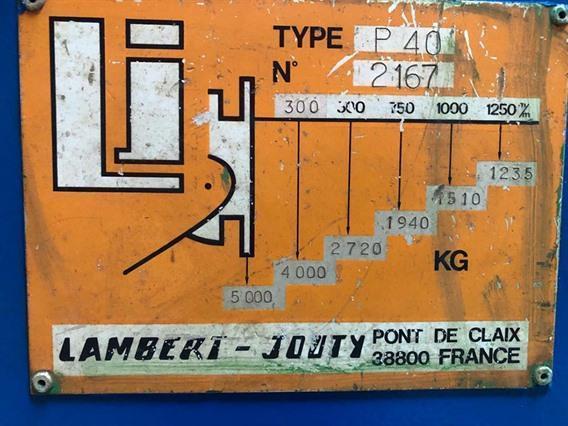 LJ
TYPE P 40
N° 2167
300 500 750 1000 1250 m/m
1235
1510
1940
2720
4000
5000
KG
LAMBERT - JOUTY PONT DE CLAIX
38800 FRANCE